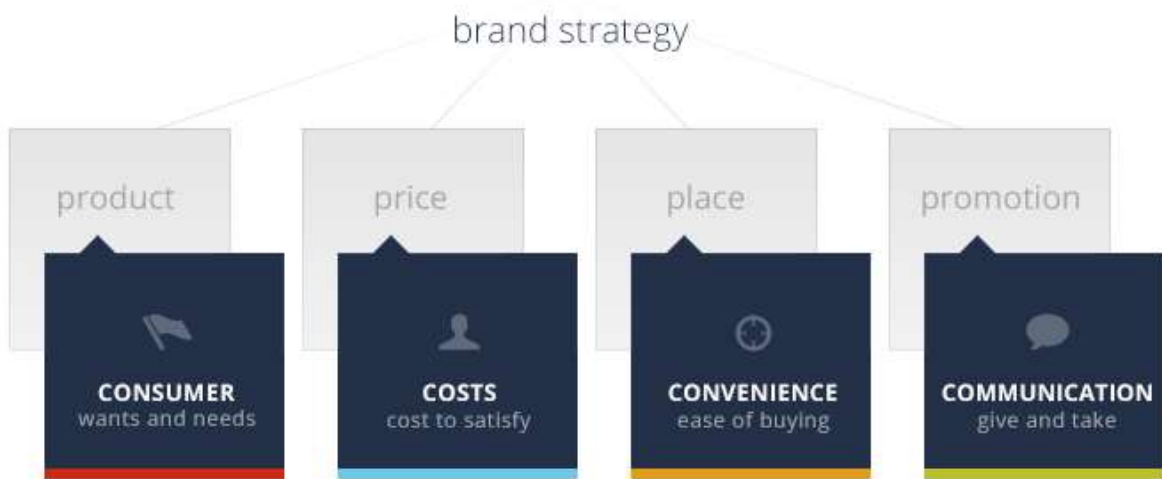 brand strategy
product
price
place
promotion
CONSUMER
wants and needs
COSTS
cost to satisfy
CONVENIENCE
ease of buying
COMMUNICATION
give and take